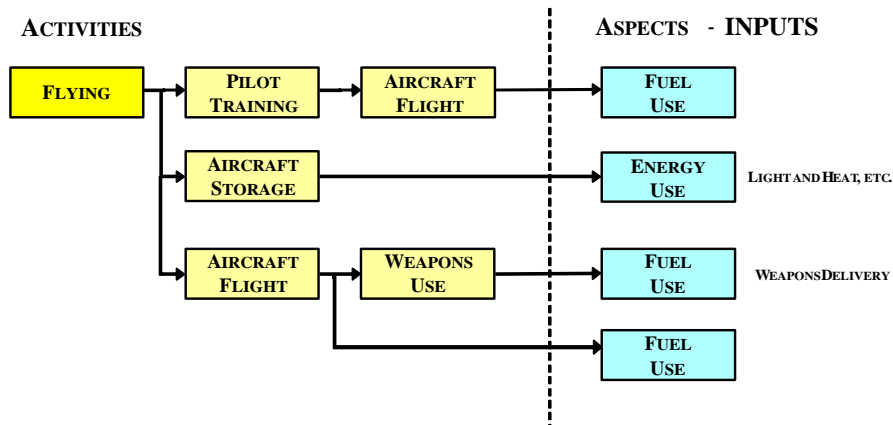 ACTIVITIES
ASPECTS - INPUTS
FLYING
PILOT
TRAINING
AIRCRAFT
FLIGHT
FUEL
USE
AIRCRAFT
STORAGE
ENERGY
USE
LIGHT AND HEAT, ETC.
AIRCRAFT
FLIGHT
WEAPONS
USE
FUEL
USE
WEAPONS DELIVERY
FUEL
USE